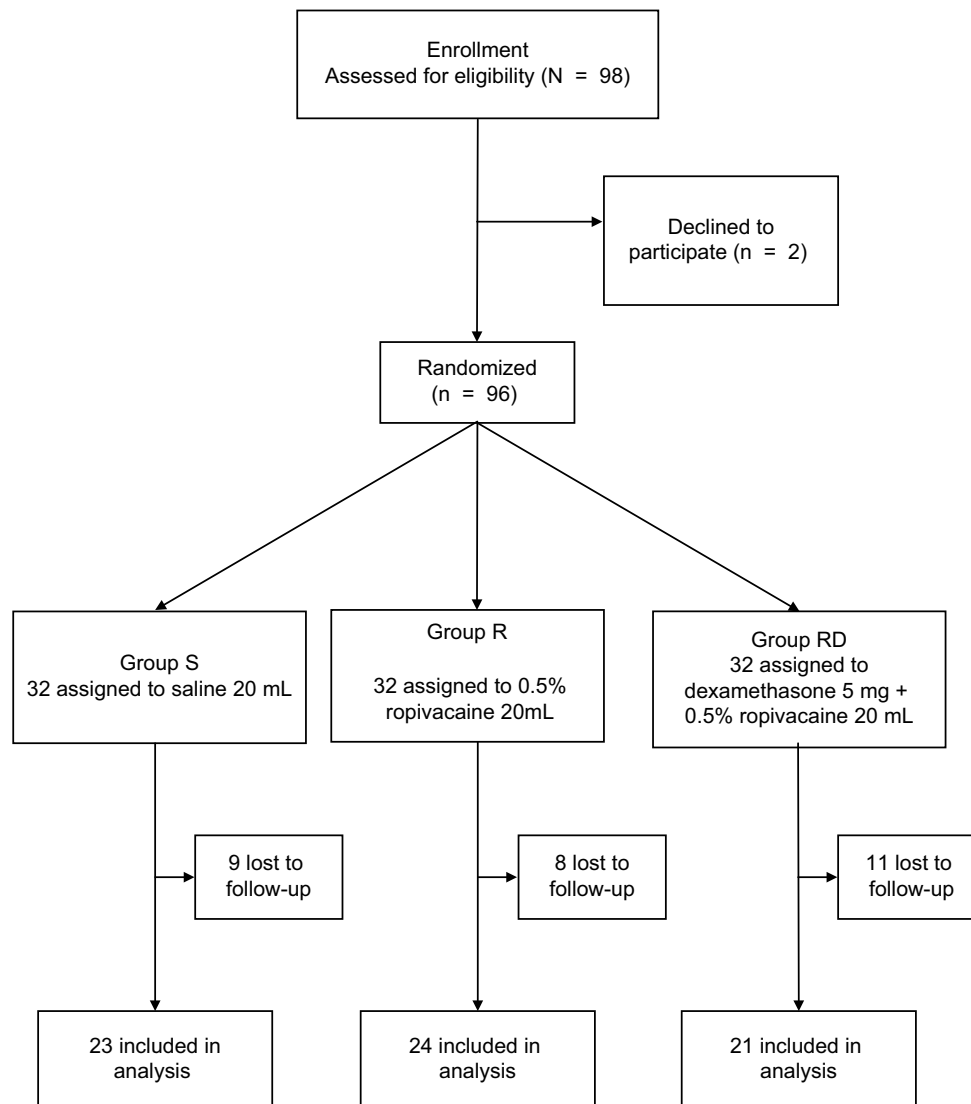 Enrollment
Assessed for eligibility (N = 98)
Declined to
participate (n = 2)
Randomized
(n = 96)
Group S
32 assigned to saline 20 mL
Group R
32 assigned to 0.5%
ropivacaine 20mL
Group RD
32 assigned to
dexamethasone 5 mg +
0.5% ropivacaine 20 mL
9 lost to
follow-up
8 lost to
follow-up
11 lost to
follow-up
23 included in
analysis
24 included in
analysis
21 included in
analysis